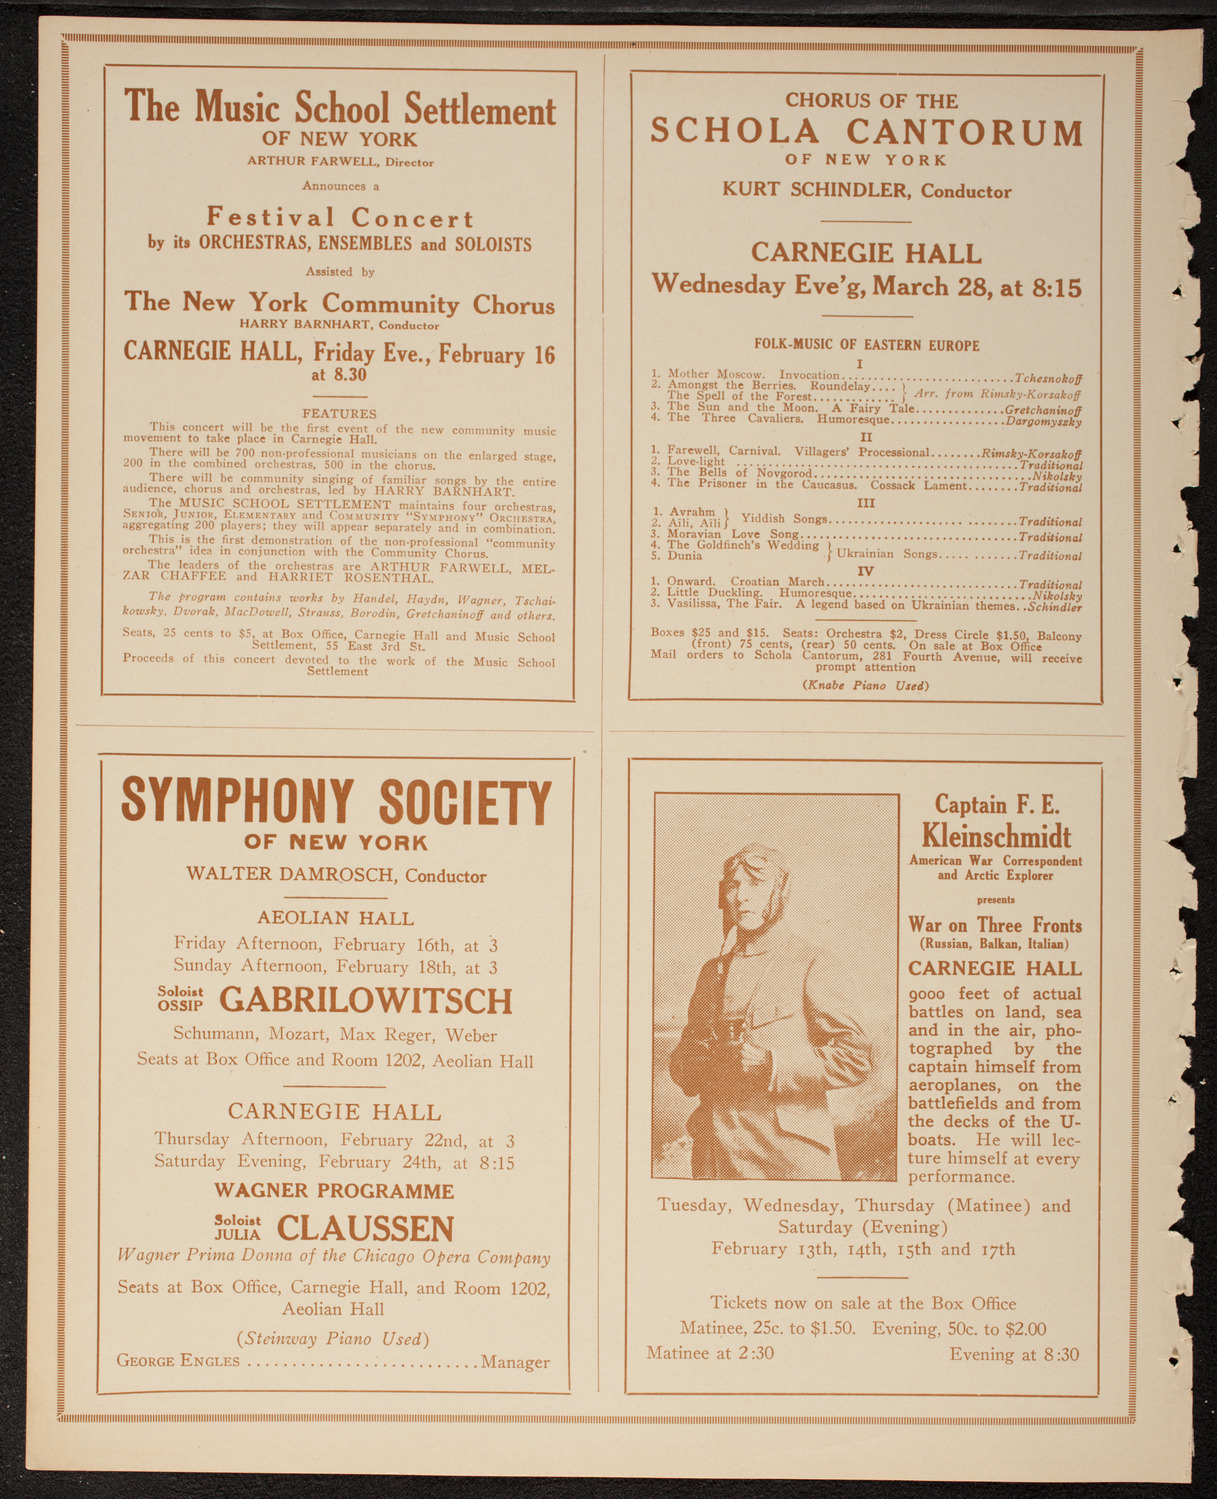 The Music School Settlement
OF NEW YORK
ARTHUR FARWELL, Director
Announces a
Festival Concert
by its ORCHESTRAS, ENSEMBLES and SOLOISTS
Assisted by
The New York Community Chorus
HARRY BARNHART, Conductor
CARNEGIE HALL, Friday Eve., February 16
at 8.30
FEATURES
This concert will be the first event of the new community music
movement to take place in Carnegie Hall.
There will be 700 non-professional musicians on the enlarged stage,
200 in the combined orchestras, 500 in the chorus.
There will be community singing of familiar songs by the entire
audience, chorus and orchestras, led by HARRY BARNHART.
The MUSIC SCHOOL SETTLEMENT maintains four orchestras,
SENIOR, JUNIOR, ELEMENTARY and COMMUNITY "SYMPHONY" ORCHESTRA,
aggregating 200 players; they will appear separately and in combination.
This is the first demonstration of the non-professional "community
orchestra" idea in conjunction with the Community Chorus.
The leaders of the orchestra are ARTHUR FARWELL, MEL-
ZAR CHAFFEE and HARRIET ROSENTHAL.
The program contains works by Handel, Haydn, Wagner, Tschai-
kowsky, Dvorak, MacDowell, Strauss, Borodin, Gretchaninoff and others.
Seats, 25 cents to $5, at Box Office, Carnegie Hall and Music School
Settlement, 55 East 3rd St.
Proceeds of this concert devoted to the work of the Music School
Settlement
CHORUS OF THE
SCHOLA CANTORUM
OF NEW YORK
KURT SCHINDLER, Conductor
CARNEGIE HALL
Wednesday Eve'g, March 28, at 8:15
FOLK-MUSIC OF EASTERN EUROPE
I
1. Mother Moscow. Invocation..........................Tchesnokoff
2. Amongst the Berries. Roundelay.... }
The Spell of the Forest............ } Arr. from Rimsky-Korsakoff
3. The Sun and the Moon. A Fairy Tale.............Gretchaninoff
4. The Three Cavaliers. Humoresque.................Dargomyszky
II
1. Farewell, Carnival. Villagers' Processional........Rimsky-Korsakoff
2. Love-light ..........................................Traditional
3. The Bells of Novgorod.................................Nikolsky
4. The Prisoner in the Caucasus. Cossack Lament........Traditional
III
1. Avrahm }
2. Aili, Aili } Yiddish Songs............................Traditional
3. Moravian Love Song.................................Traditional
4. The Goldfinch's Wedding }
5. Dunia } Ukrainian Songs............Traditional
IV
1. Onward. Croatian March.............................Traditional
2. Little Duckling. Humoresque...........................Nikolsky
3. Vasilissa, The Fair. A legend based on Ukrainian themes..Schindler
Boxes $25 and $15. Seats: Orchestra $2, Dress Circle $1.50, Balcony
(front) 75 cents, (rear) 50 cents. On sale at Box Office
Mail orders to Schola Cantorum, 281 Fourth Avenue, will receive
prompt attention
(Knabe Piano Used)
SYMPHONY SOCIETY
OF NEW YORK
WALTER DAMROSCH, Conductor
AEOLIAN HALL
Friday Afternoon, February 16th, at 3
Sunday Afternoon, February 18th, at 3
Soloist OSSIP GABRILOWITSCH
Schumann, Mozart, Max Reger, Weber
Seats at Box Office and Room 1202, Aeolian Hall
CARNEGIE HALL
Thursday Afternoon, February 22nd, at 3
Saturday Evening, February 24th, at 8:15
WAGNER PROGRAMME
Soloist JULIA CLAUSSEN
Wagner Prima Donna of the Chicago Opera Company
Seats at Box Office, Carnegie Hall, and Room 1202,
Aeolian Hall
(Steinway Piano Used)
GEORGE ENGLES .........................Manager
Captain F. E.
Kleinschmidt
American War Correspondent
and Arctic Explorer
presents
War on Three Fronts
(Russian, Balkan, Italian)
CARNEGIE HALL
9000 feet of actual
battles on land, sea
and in the air, pho-
tographed by the
captain himself from
aeroplanes, on the
battlefields and from
the decks of the U-
boats. He will lec-
ture himself at every
performance.
Tuesday, Wednesday, Thursday (Matinee) and
Saturday (Evening)
February 13th, 14th, 15th and 17th
Tickets now on sale at the Box Office
Matinee, 25c. to $1.50. Evening, 50c. to $2.00
Matinee at 2:30 Evening at 8:30